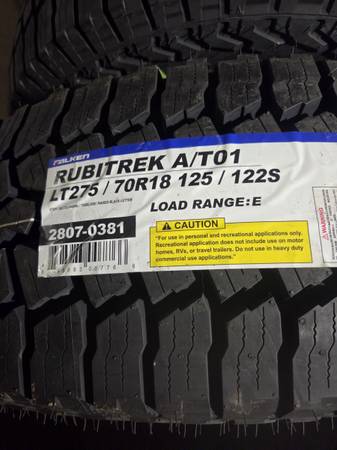 FALKEN
RUBITREK A/T01
LT275 / 70R18 125 / 122S
LOAD RANGE:E
2807-0381
CAUTION
"For use in personal and recreational applications only.
Recreational application does not include use on motor
homes, RVs, or travel trailers. Do not use in heavy duty
commercial use applications."